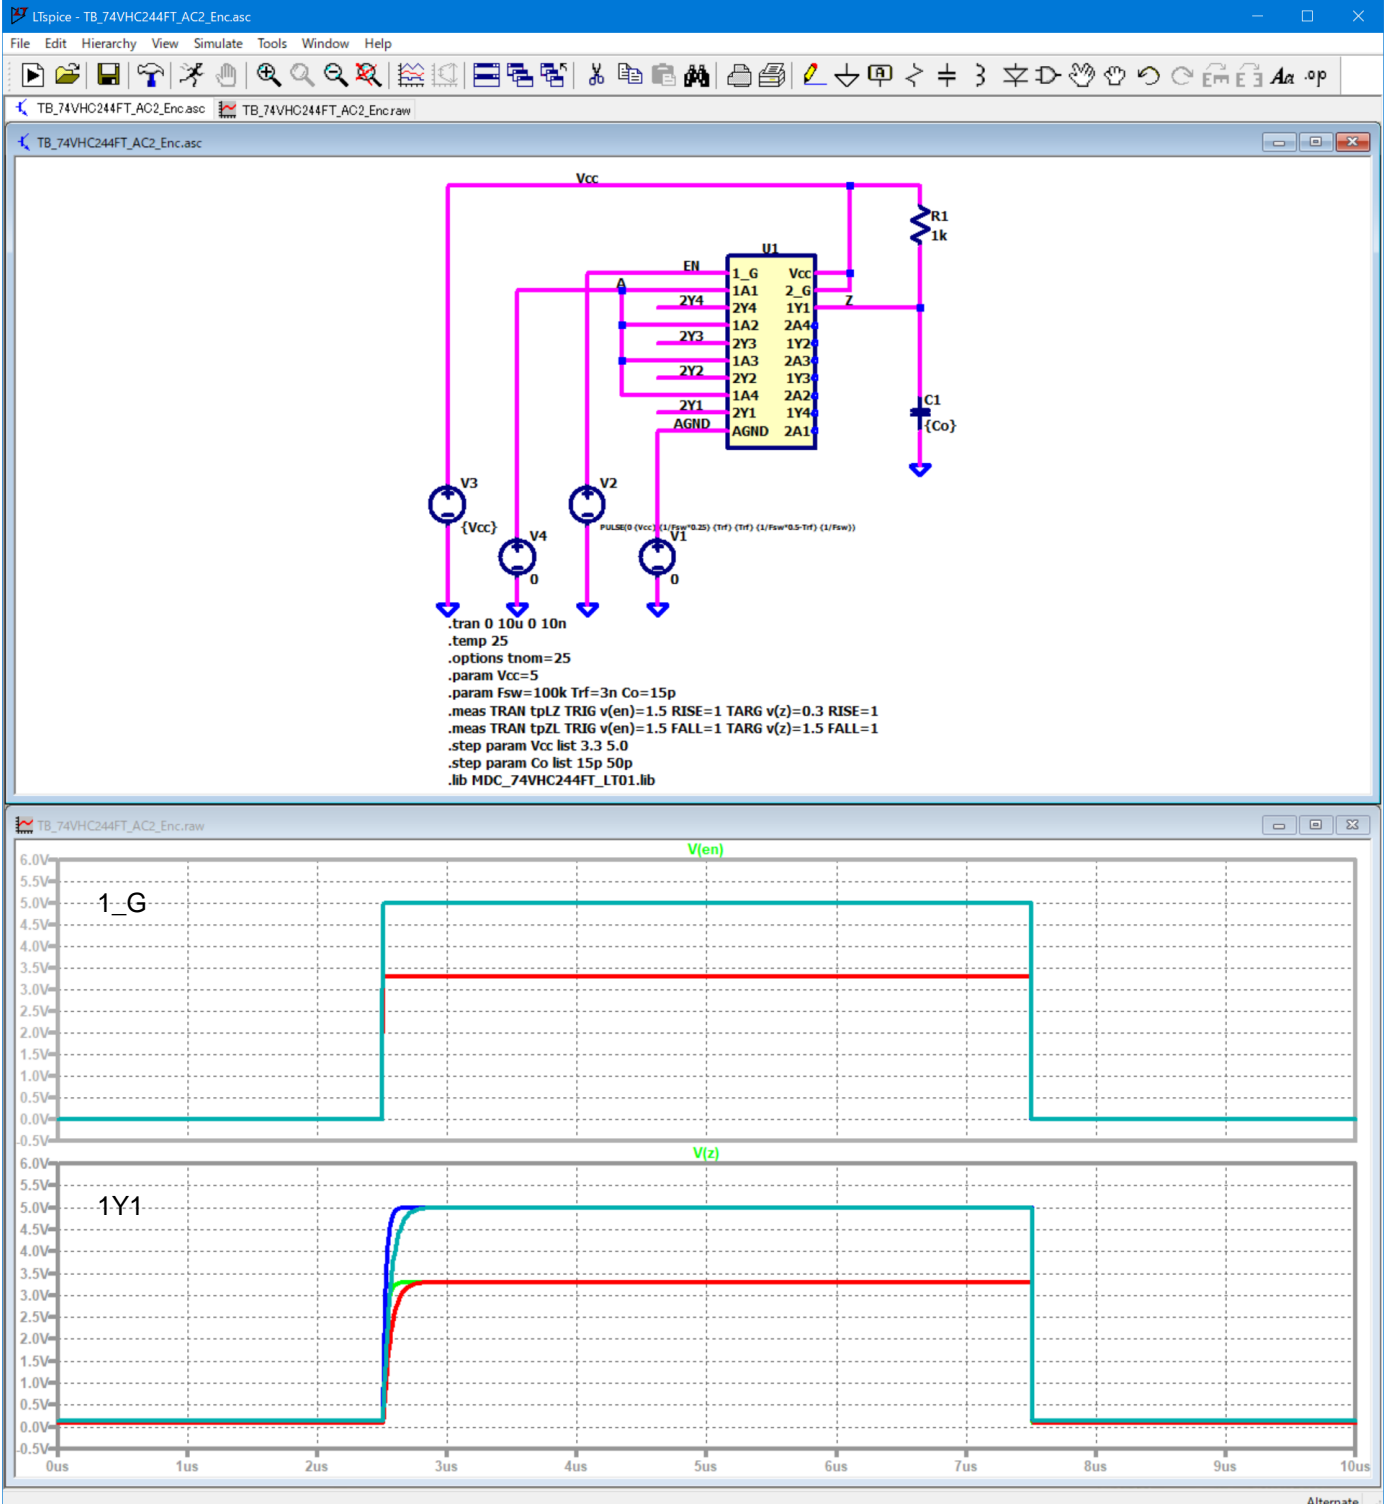 LTspice - TB_74VHC244FT_AC2_Enc.asc
File Edit Hierarchy View Simulate Tools Window Help
TB_74VHC244FT_AC2_Enc.asc TB_74VHC244FT_AC2_Enc.raw
TB_74VHC244FT_AC2_Enc.asc
Vcc
R1
1k
U1
EN 1_G Vcc
A 1A1 2_G
2Y4 2Y4 1Y1 Z
1A2 2A4
2Y3 2Y3 1Y2
1A3 2A3
2Y2 2Y2 1Y3
1A4 2A2
2Y1 2Y1 1Y4
AGND AGND 2A1
C1
{Co}
V3
{Vcc}
V2
PULSE(0 {Vcc} {1/Fsw*0.25} {Trf} {Trf} {1/Fsw*0.5-Trf} {1/Fsw})
V4
0
V1
0
.tran 0 10u 0 10n
.temp 25
.options tnom=25
.param Vcc=5
.param Fsw=100k Trf=3n Co=15p
.meas TRAN tpLZ TRIG v(en)=1.5 RISE=1 TARG v(z)=0.3 RISE=1
.meas TRAN tpZL TRIG v(en)=1.5 FALL=1 TARG v(z)=1.5 FALL=1
.step param Vcc list 3.3 5.0
.step param Co list 15p 50p
.lib MDC_74VHC244FT_LT01.lib
TB_74VHC244FT_AC2_Enc.raw
V(en)
6.0V
5.5V
5.0V
1_G
4.5V
4.0V
3.5V
3.0V
2.5V
2.0V
1.5V
1.0V
0.5V
0.0V
-0.5V
V(z)
6.0V
5.5V
5.0V
1Y1
4.5V
4.0V
3.5V
3.0V
2.5V
2.0V
1.5V
1.0V
0.5V
0.0V
-0.5V
0us 1us 2us 3us 4us 5us 6us 7us 8us 9us 10us
Alternate